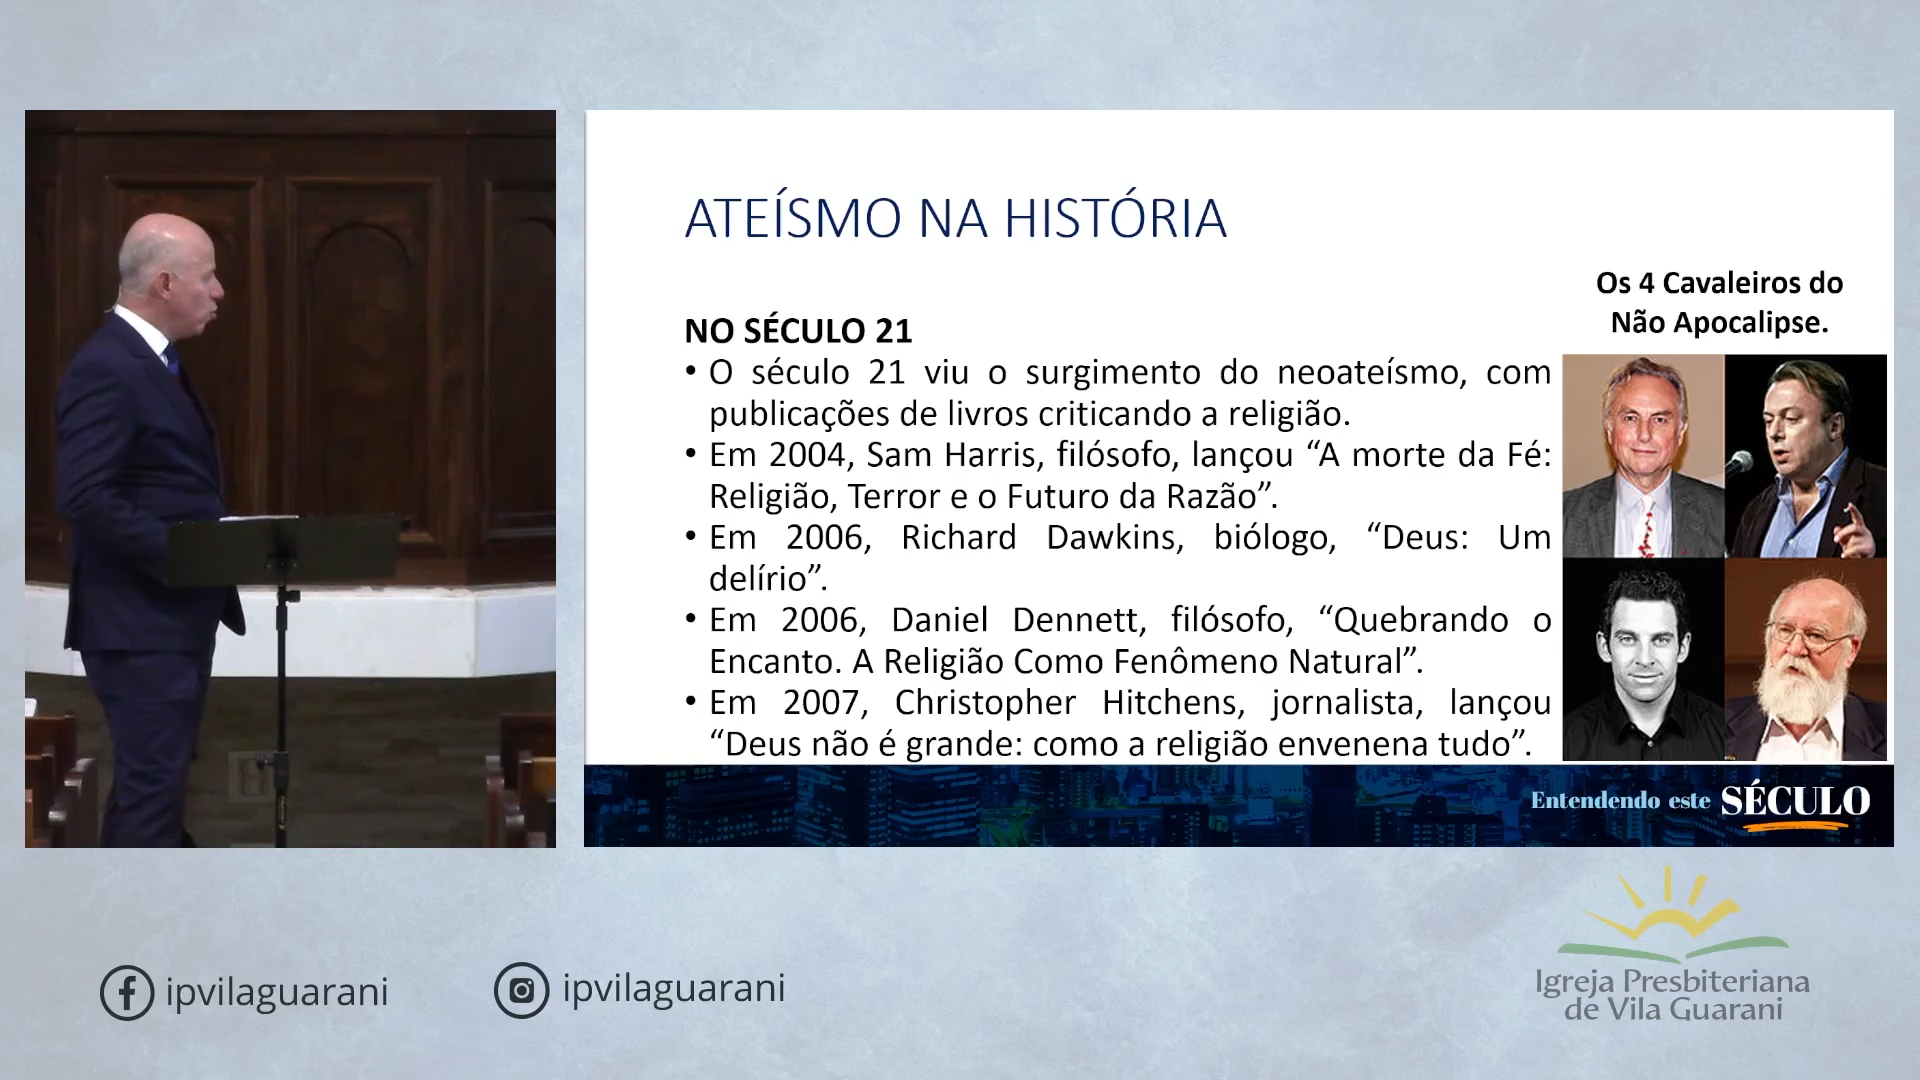 ATEÍSMO NA HISTÓRIA
Os 4 Cavaleiros do
Não Apocalipse.
NO SÉCULO 21
• O século 21 viu o surgimento do neoateísmo, com
publicações de livros criticando a religião.
• Em 2004, Sam Harris, filósofo, lançou “A morte da Fé:
Religião, Terror e o Futuro da Razão”.
• Em 2006, Richard Dawkins, biólogo, “Deus: Um
delírio”.
• Em 2006, Daniel Dennett, filósofo, “Quebrando o
Encanto. A Religião Como Fenômeno Natural”.
• Em 2007, Christopher Hitchens, jornalista, lançou
“Deus não é grande: como a religião envenena tudo”.
Entendendo este SÉCULO
ipvilaguarani
ipvilaguarani
Igreja Presbiteriana
de Vila Guarani